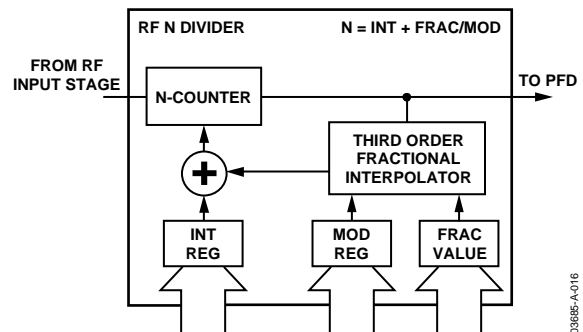 RF N DIVIDER
N = INT + FRAC/MOD
FROM RF
INPUT STAGE
TO PFD
N-COUNTER
THIRD ORDER
FRACTIONAL
INTERPOLATOR
+
INT
REG
MOD
REG
FRAC
VALUE
03685-A-016